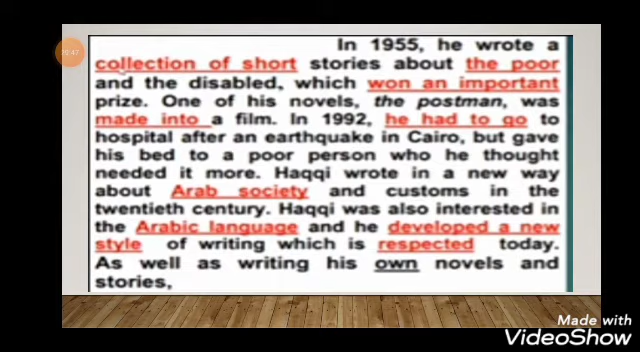 In 1955, he wrote a
collection of short stories about the poor
and the disabled, which won an important
prize. One of his novels, the postman, was
made into a film. In 1992, he had to go to
hospital after an earthquake in Cairo, but gave
his bed to a poor person who he thought
needed it more. Haqqi wrote in a new way
about Arab society and customs in the
twentieth century. Haqqi was also interested in
the Arabic language and he developed a new
style of writing which is respected today.
As well as writing his own novels and
stories,
Made with
VideoShow